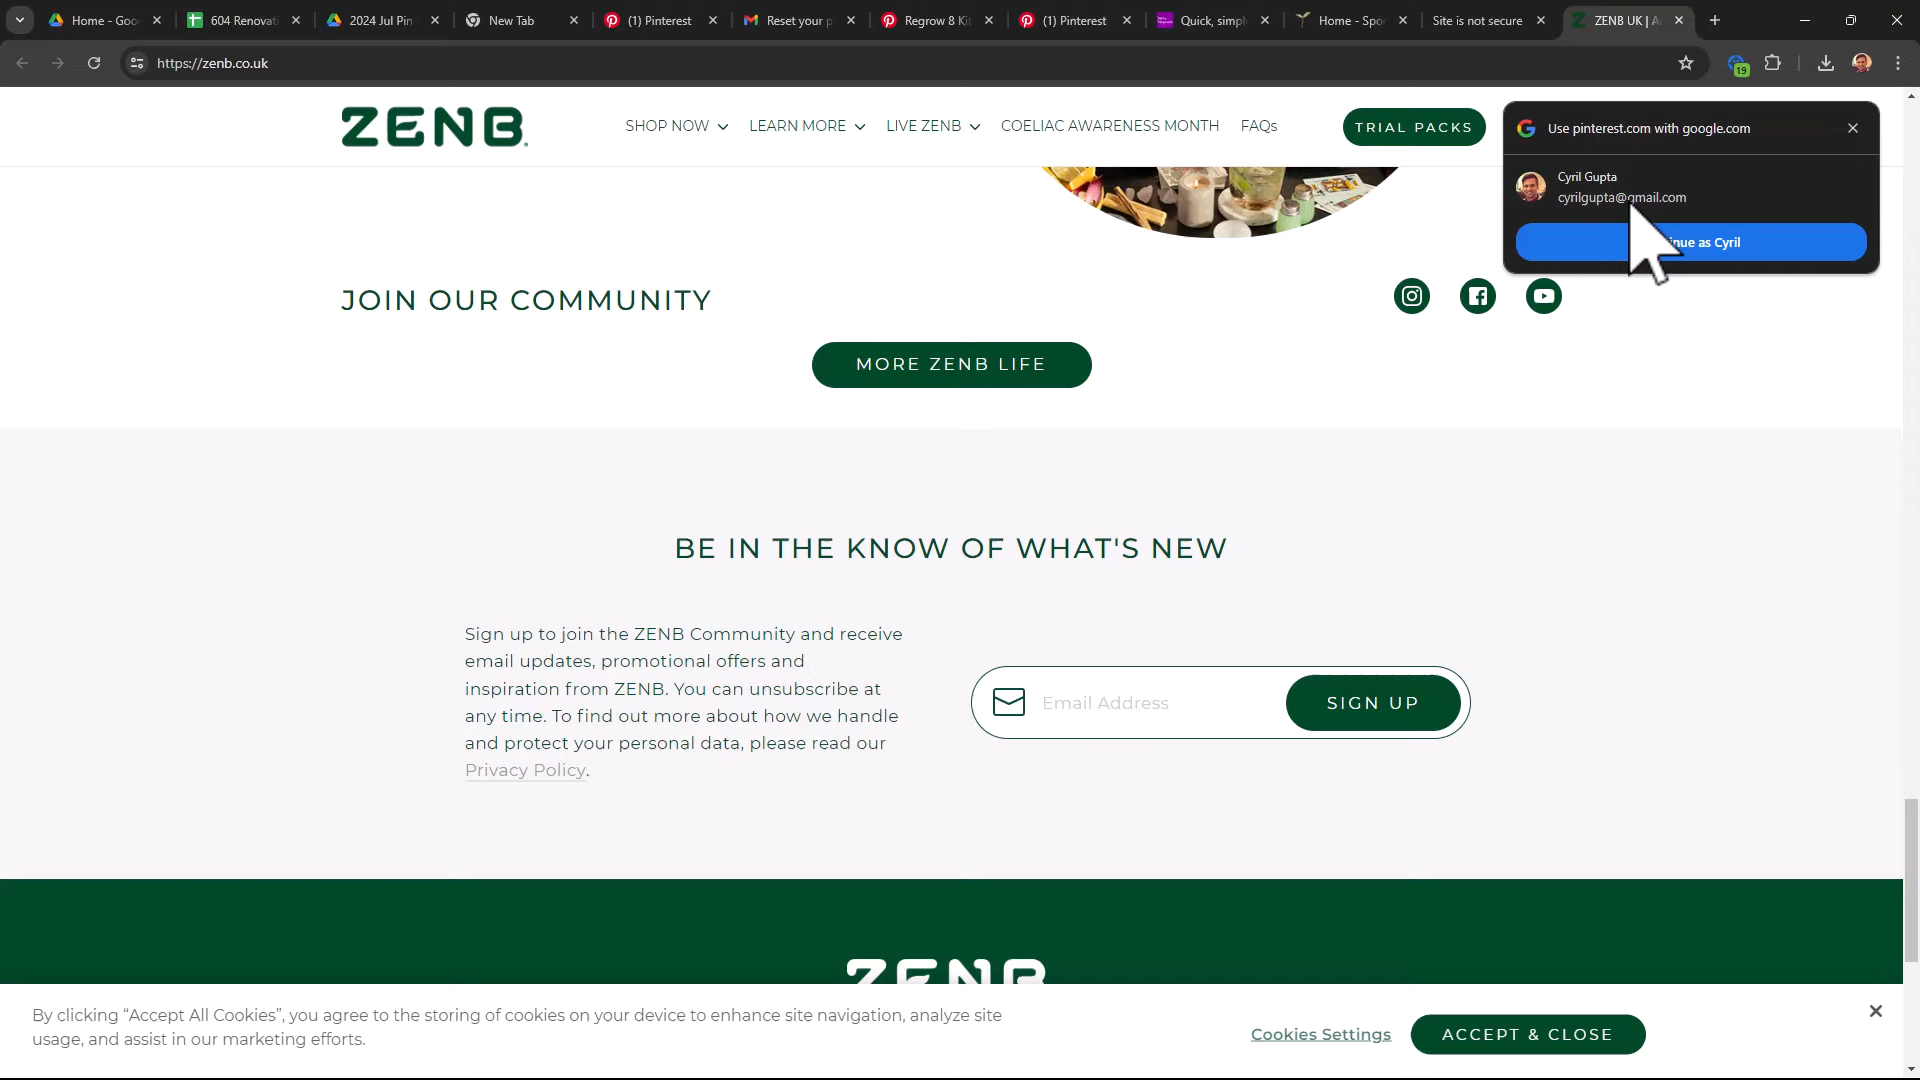 Home - Goo
604 Renovati
2024 Jul Pin
New Tab
(1) Pinterest
Reset your p
Regrow 8 Kit
(1) Pinterest
Quick, simpl
Home - Spo
Site is not secure
ZENB UK | A
https://zenb.co.uk
19
ZENB
SHOP NOW
LEARN MORE
LIVE ZENB
COELIAC AWARENESS MONTH
FAQs
TRIAL PACKS
Use pinterest.com with google.com
Cyril Gupta
cyrilgupta@gmail.com
as Cyril
JOIN OUR COMMUNITY
MORE ZENB LIFE
BE IN THE KNOW OF WHAT'S NEW
Sign up to join the ZENB Community and receive
email updates, promotional offers and
inspiration from ZENB. You can unsubscribe at
any time. To find out more about how we handle
and protect your personal data, please read our
Privacy Policy.
Email Address
SIGN UP
ZENB
By clicking “Accept All Cookies”, you agree to the storing of cookies on your device to enhance site navigation, analyze site
usage, and assist in our marketing efforts.
Cookies Settings
ACCEPT & CLOSE